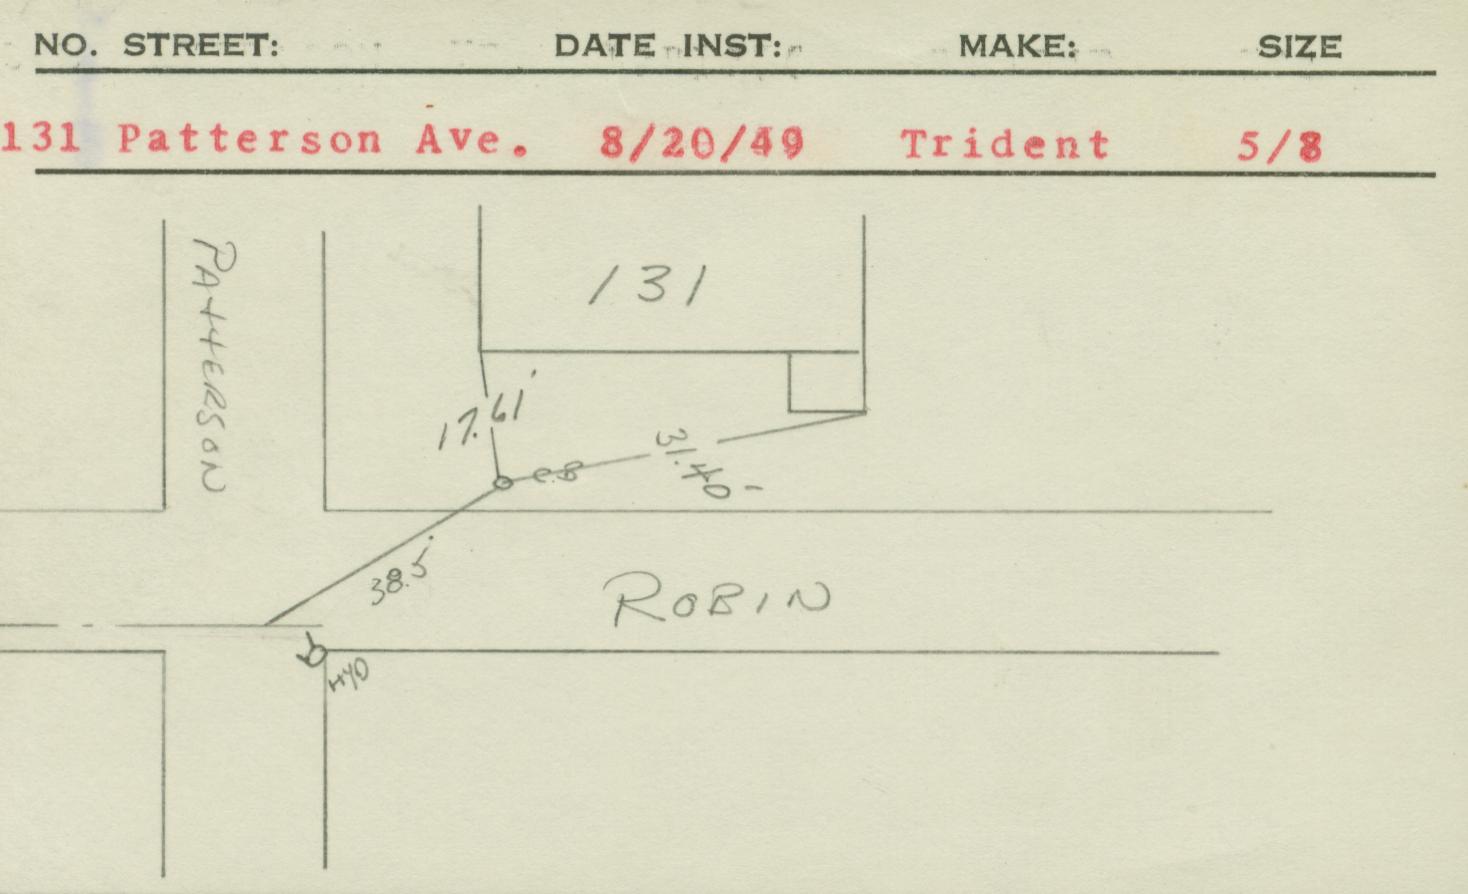 NO. STREET: DATE INST: MAKE: SIZE
131 Patterson Ave. 8/20/49 Trident 5/8
PATTERSON
131
17.61'
C.B
31.40'
38.5'
ROBIN
HYD